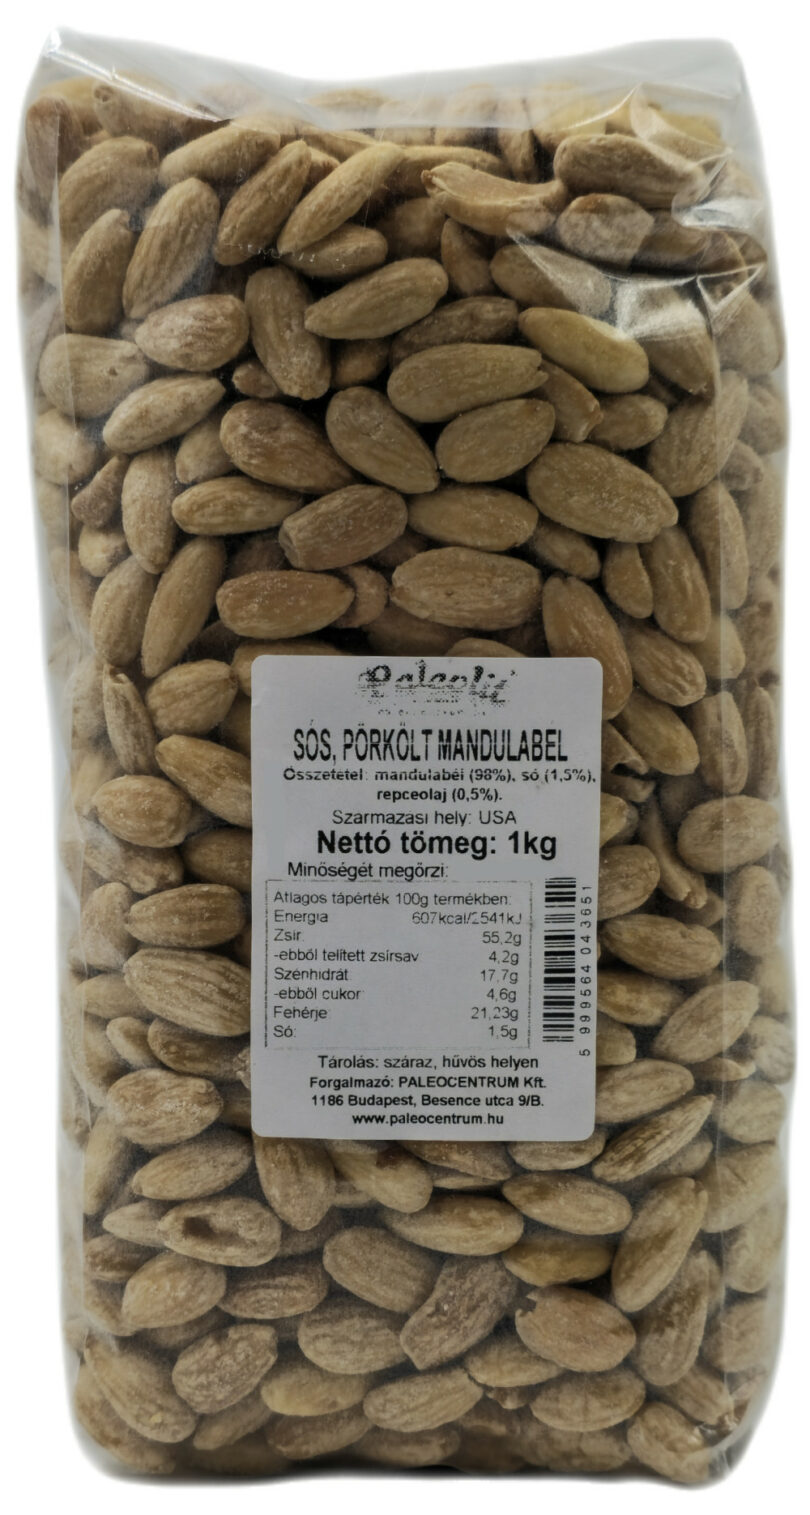 Paleolit
SÓS, PÖRKÖLT MANDULABÉL
Összetétel: mandulabél (98%), só (1,5%),
repceolaj (0,5%).
Származási hely: USA
Nettó tömeg: 1kg
Minőségét megőrzi:
Átlagos tápérték 100g termékben:
Energia 607kcal/2541kJ
Zsír: 55,2g
-ebből telített zsírsav 4,2g
Szénhidrát 17,7g
-ebből cukor 4,6g
Fehérje 21,23g
Só: 1,5g
5 999564 043651
Tárolás: száraz, hűvös helyen
Forgalmazó: PALEOCENTRUM Kft.
1186 Budapest, Besence utca 9/B.
www.paleocentrum.hu